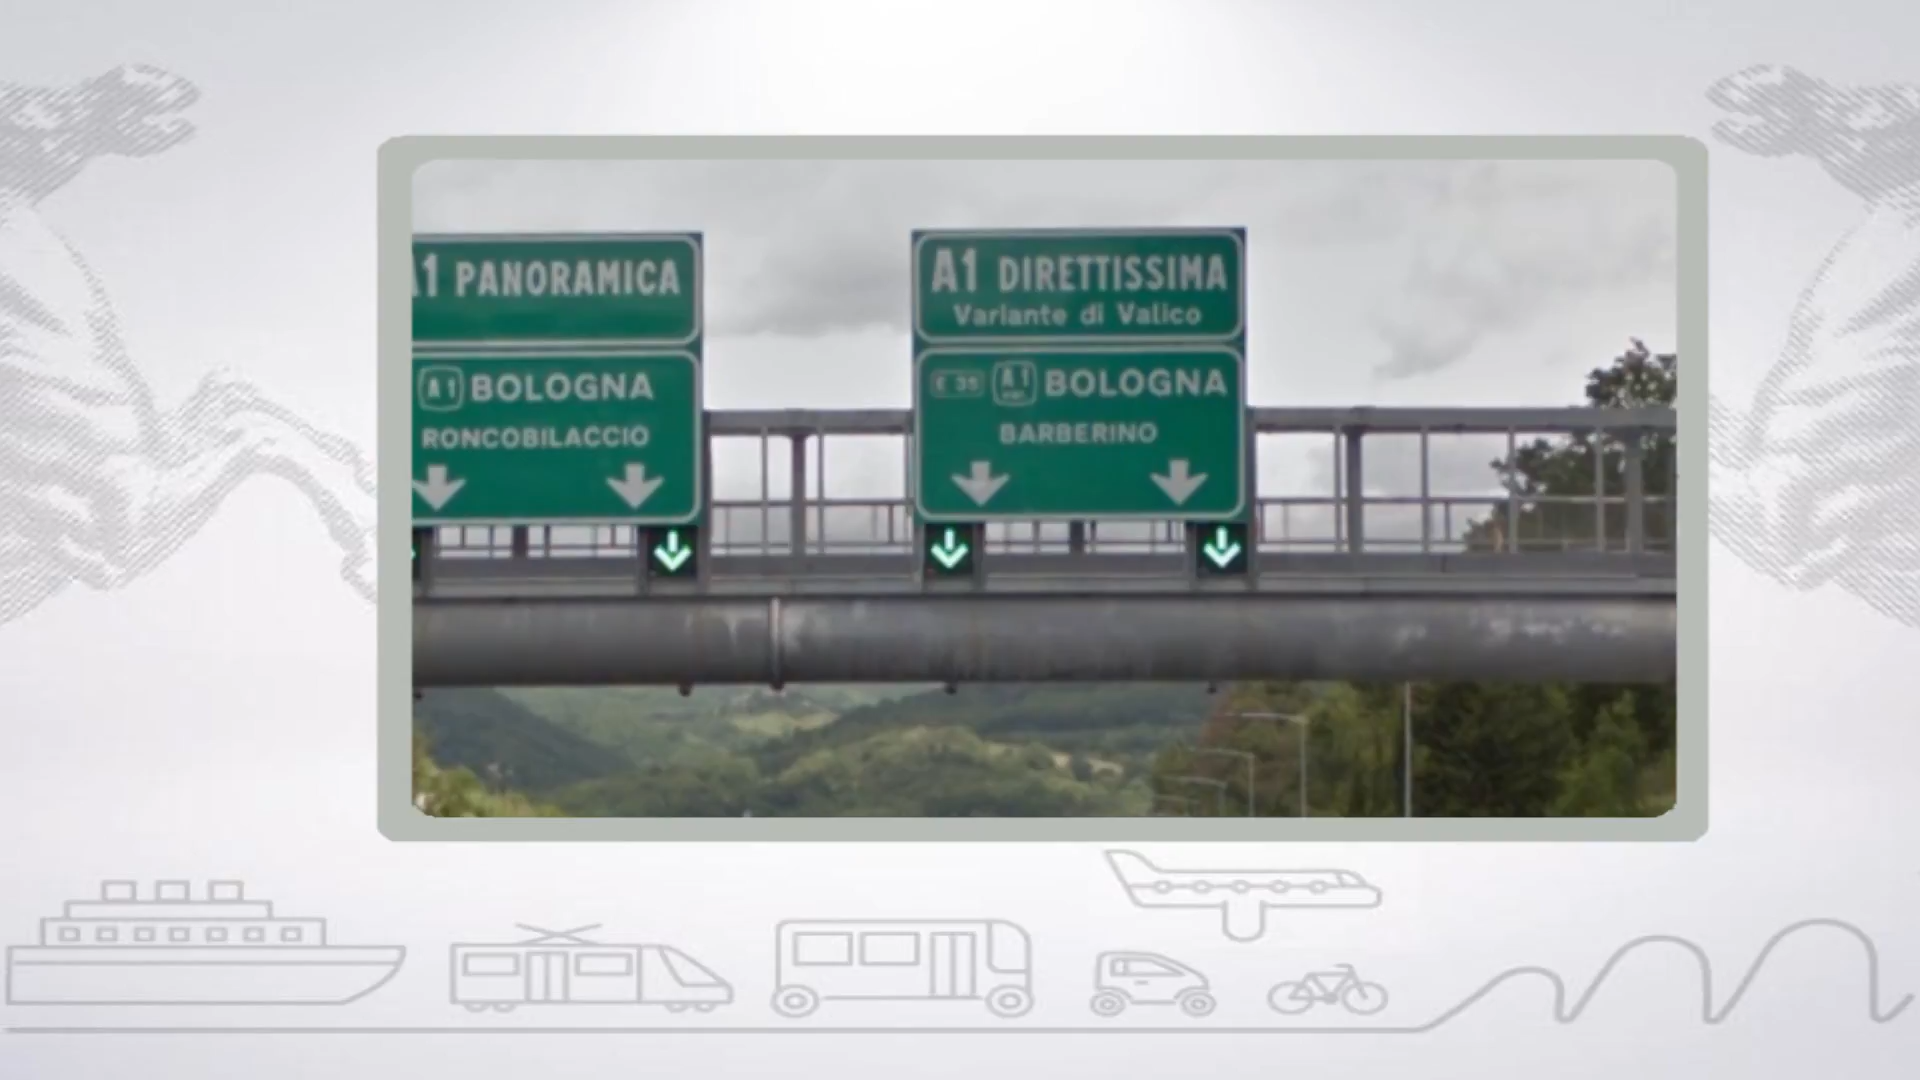 A1 PANORAMICA
A1 BOLOGNA
RONCOBILACCIO
A1 DIRETTISSIMA
Variante di Valico
E 35 A1 BOLOGNA
BARBERINO